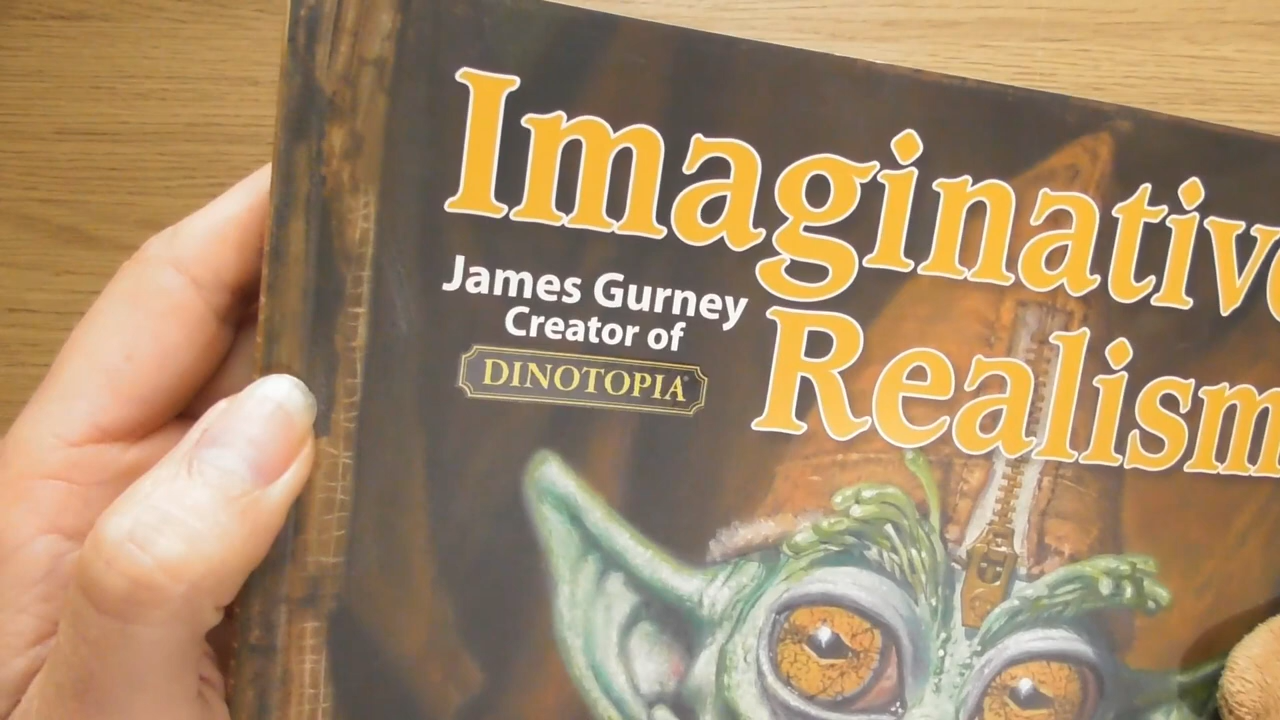 Imaginative
James Gurney
Creator of
DINOTOPIA®
Realism